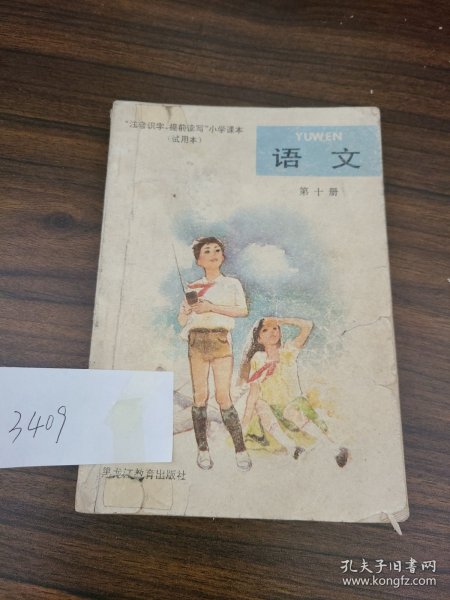 "注音识字、提前读写"小学课本
(试用本)
YUWEN
语 文
第十册
3409
黑龙江教育出版社
孔夫子旧书网
www.kongfz.com